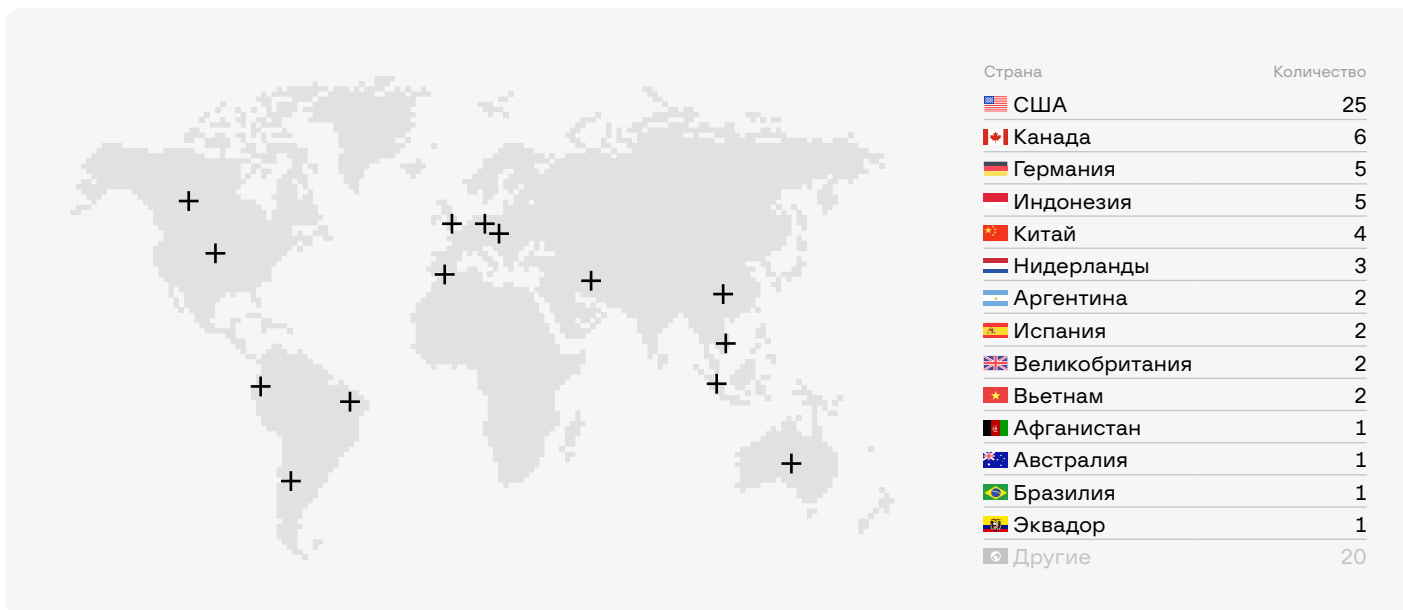 Страна Количество
США 25
Канада 6
Германия 5
Индонезия 5
Китай 4
Нидерланды 3
Аргентина 2
Испания 2
Великобритания 2
Вьетнам 2
Афганистан 1
Австралия 1
Бразилия 1
Эквадор 1
Другие 20